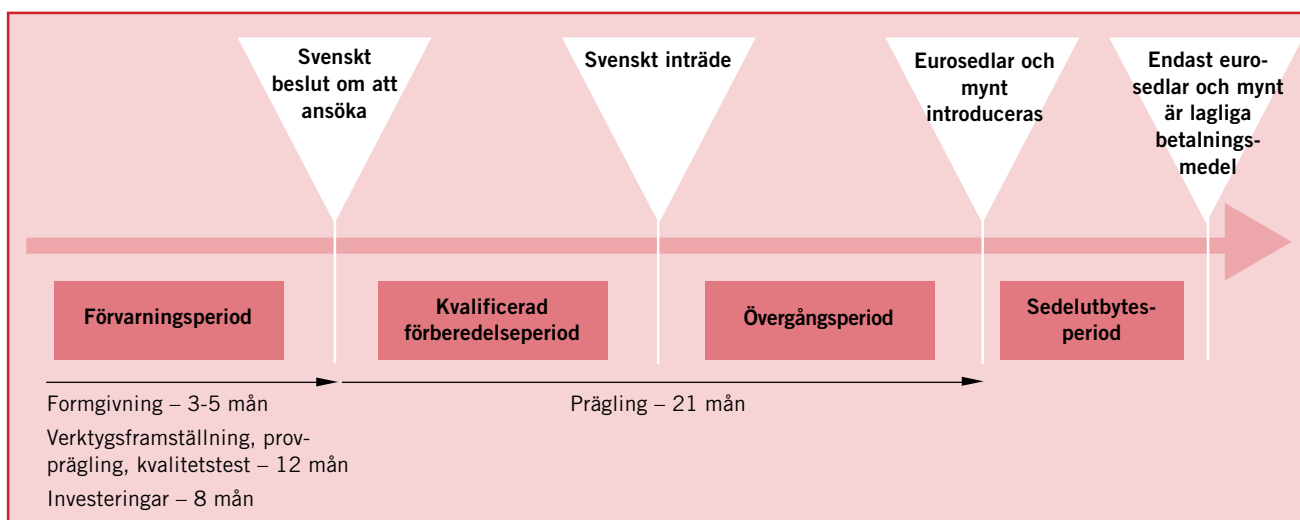 Svenskt
beslut om att
ansöka
Svenskt inträde
Eurosedlar och
mynt
introduceras
Endast euro-
sedlar och mynt
är lagliga
betalnings-
medel
Förvarningsperiod
Kvalificerad
förberedelseperiod
Övergångsperiod
Sedelutbytes-
period
Formgivning – 3-5 mån
Verktygsframställning, prov-
prägling, kvalitetstest – 12 mån
Investeringar – 8 mån
Prägling – 21 mån